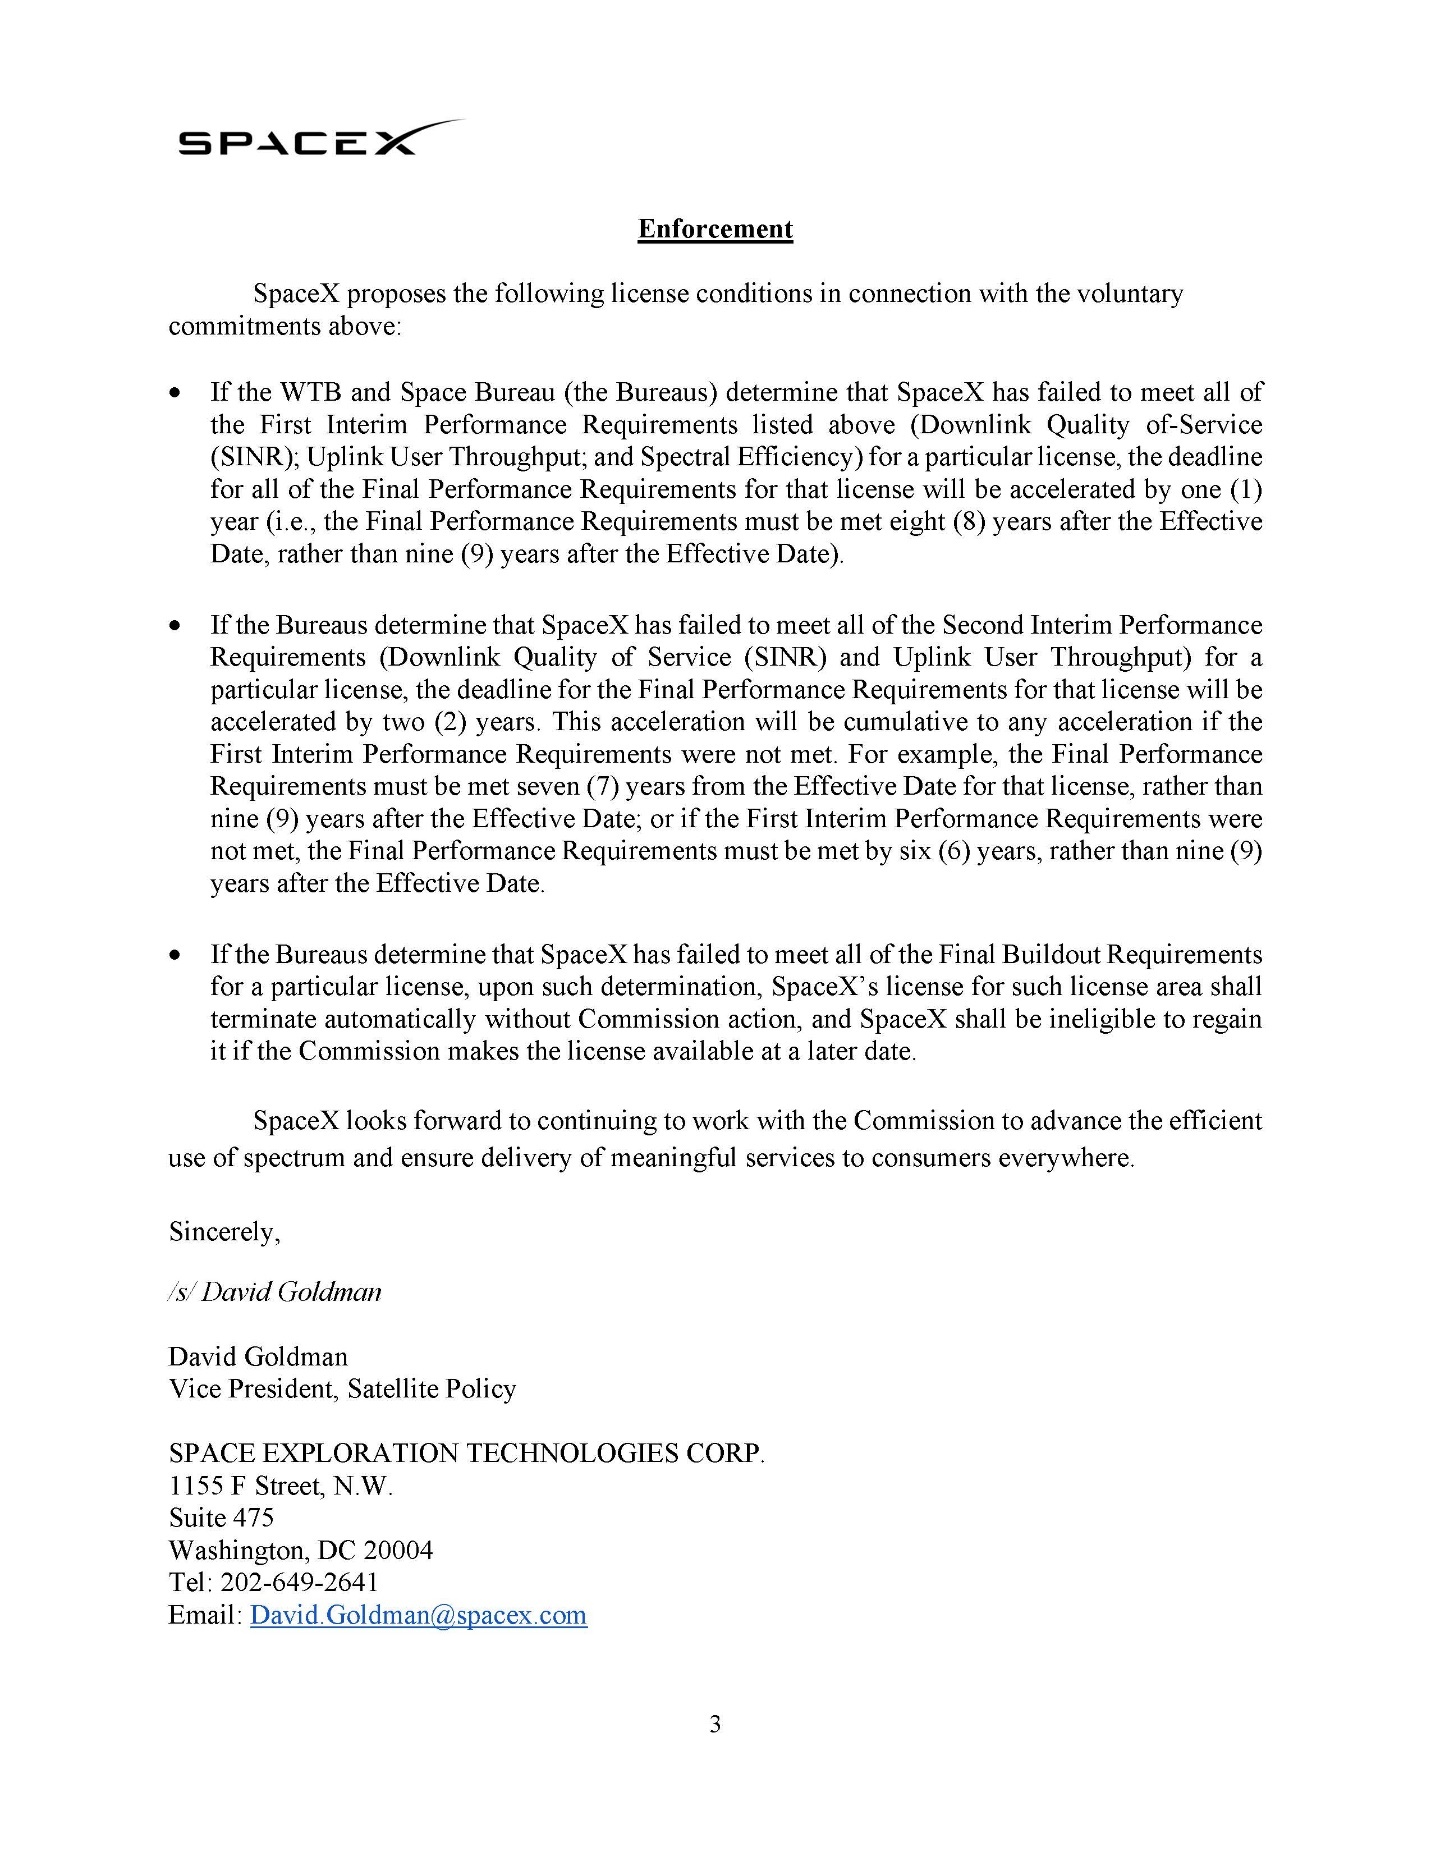 SPACEX
Enforcement
SpaceX proposes the following license conditions in connection with the voluntary
commitments above:
• If the WTB and Space Bureau (the Bureaus) determine that SpaceX has failed to meet all of
the First Interim Performance Requirements listed above (Downlink Quality of-Service
(SINR); Uplink User Throughput; and Spectral Efficiency) for a particular license, the deadline
for all of the Final Performance Requirements for that license will be accelerated by one (1)
year (i.e., the Final Performance Requirements must be met eight (8) years after the Effective
Date, rather than nine (9) years after the Effective Date).
• If the Bureaus determine that SpaceX has failed to meet all of the Second Interim Performance
Requirements (Downlink Quality of Service (SINR) and Uplink User Throughput) for a
particular license, the deadline for the Final Performance Requirements for that license will be
accelerated by two (2) years. This acceleration will be cumulative to any acceleration if the
First Interim Performance Requirements were not met. For example, the Final Performance
Requirements must be met seven (7) years from the Effective Date for that license, rather than
nine (9) years after the Effective Date; or if the First Interim Performance Requirements were
not met, the Final Performance Requirements must be met by six (6) years, rather than nine (9)
years after the Effective Date.
• If the Bureaus determine that SpaceX has failed to meet all of the Final Buildout Requirements
for a particular license, upon such determination, SpaceX's license for such license area shall
terminate automatically without Commission action, and SpaceX shall be ineligible to regain
it if the Commission makes the license available at a later date.
SpaceX looks forward to continuing to work with the Commission to advance the efficient
use of spectrum and ensure delivery of meaningful services to consumers everywhere.
Sincerely,
/s/ David Goldman
David Goldman
Vice President, Satellite Policy
SPACE EXPLORATION TECHNOLOGIES CORP.
1155 F Street, N.W.
Suite 475
Washington, DC 20004
Tel: 202-649-2641
Email: David.Goldman@spacex.com
3